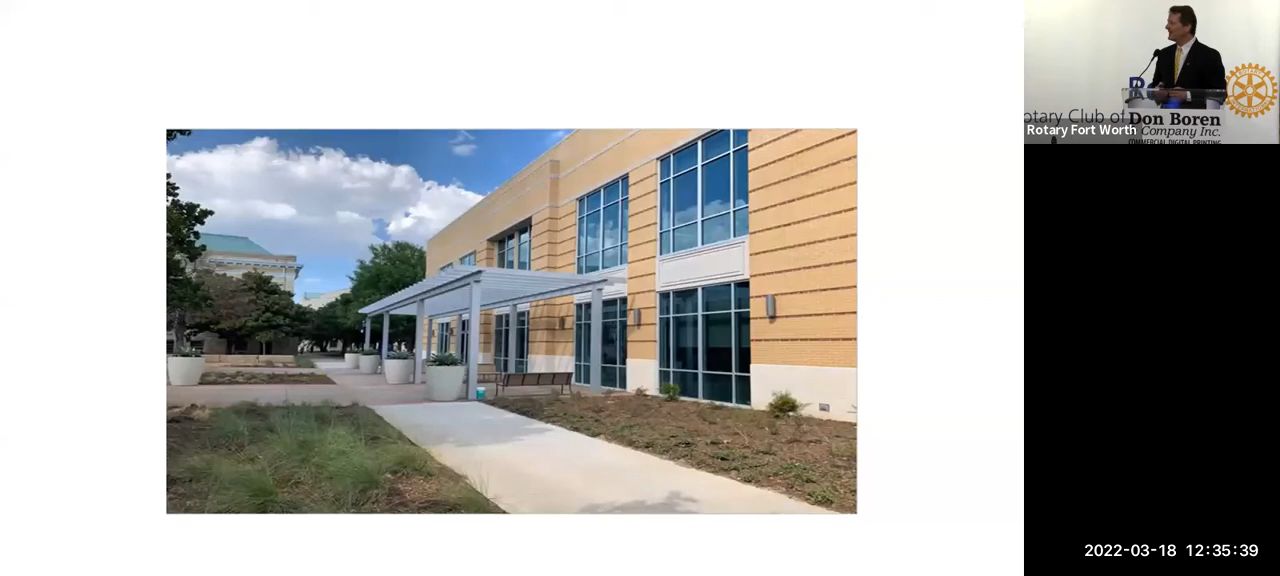 otary Club of
Rotary Fort Worth
Don Boren
Company Inc.
COMMERCIAL DIGITAL PRINTING
2022-03-18 12:35:39